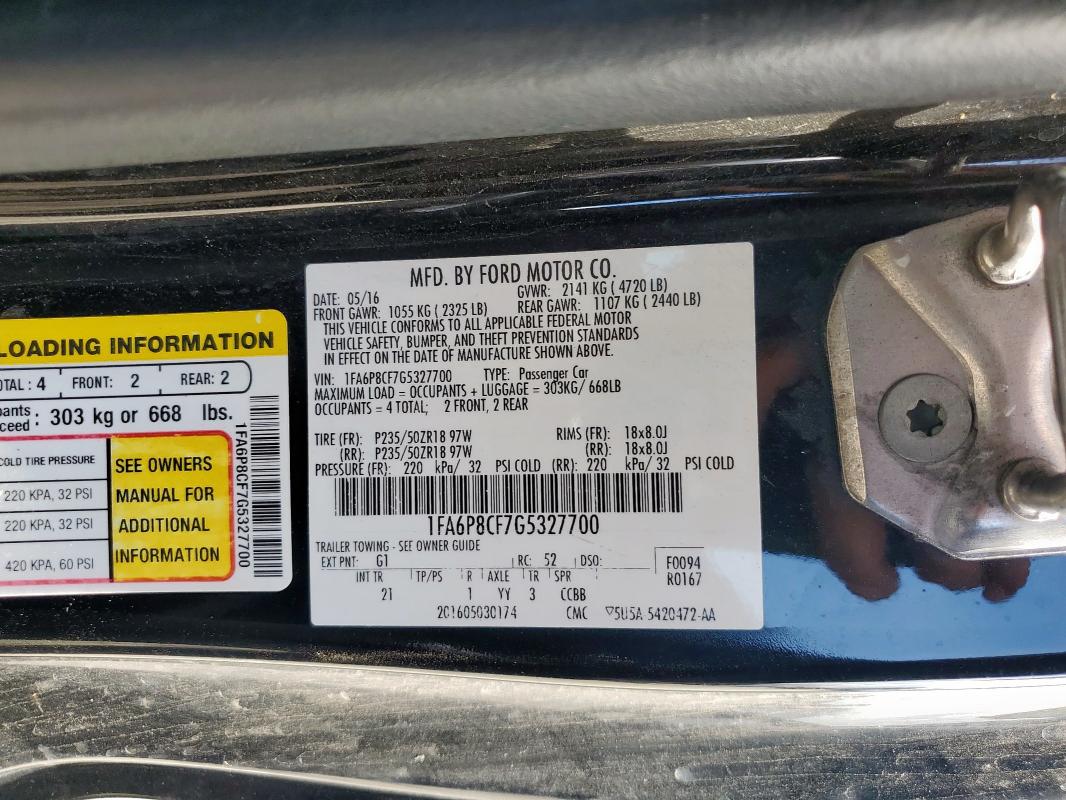 LOADING INFORMATION
OTAL : 4 FRONT: 2 REAR: 2
pants
ceed : 303 kg or 668 lbs.
COLD TIRE PRESSURE
220 KPA, 32 PSI
220 KPA, 32 PSI
420 KPA, 60 PSI
SEE OWNERS
MANUAL FOR
ADDITIONAL
INFORMATION
1FA6P8CF7G5327700
MFD. BY FORD MOTOR CO.
DATE: 05/16 GVWR: 2141 KG ( 4720 LB)
FRONT GAWR: 1055 KG ( 2325 LB) REAR GAWR: 1107 KG ( 2440 LB)
THIS VEHICLE CONFORMS TO ALL APPLICABLE FEDERAL MOTOR
VEHICLE SAFETY, BUMPER, AND THEFT PREVENTION STANDARDS
IN EFFECT ON THE DATE OF MANUFACTURE SHOWN ABOVE.
VIN: 1FA6P8CF7G5327700 TYPE: Passenger Car
MAXIMUM LOAD = OCCUPANTS + LUGGAGE = 303KG/ 668LB
OCCUPANTS = 4 TOTAL; 2 FRONT, 2 REAR
TIRE (FR): P235/50ZR18 97W RIMS (FR): 18x8.0J
(RR): P235/50ZR18 97W (RR): 18x8.0J
PRESSURE (FR): 220 kPa/ 32 PSI COLD (RR): 220 kPa/ 32 PSI COLD
1FA6P8CF7G5327700
TRAILER TOWING - SEE OWNER GUIDE
EXT PNT: G1 RC: 52 DSO: F0094
R0167
INT TR TP/PS R AXLE TR SPR
21 1 YY 3 CCBB
201605030174 CMC 5U5A 5420472-AA